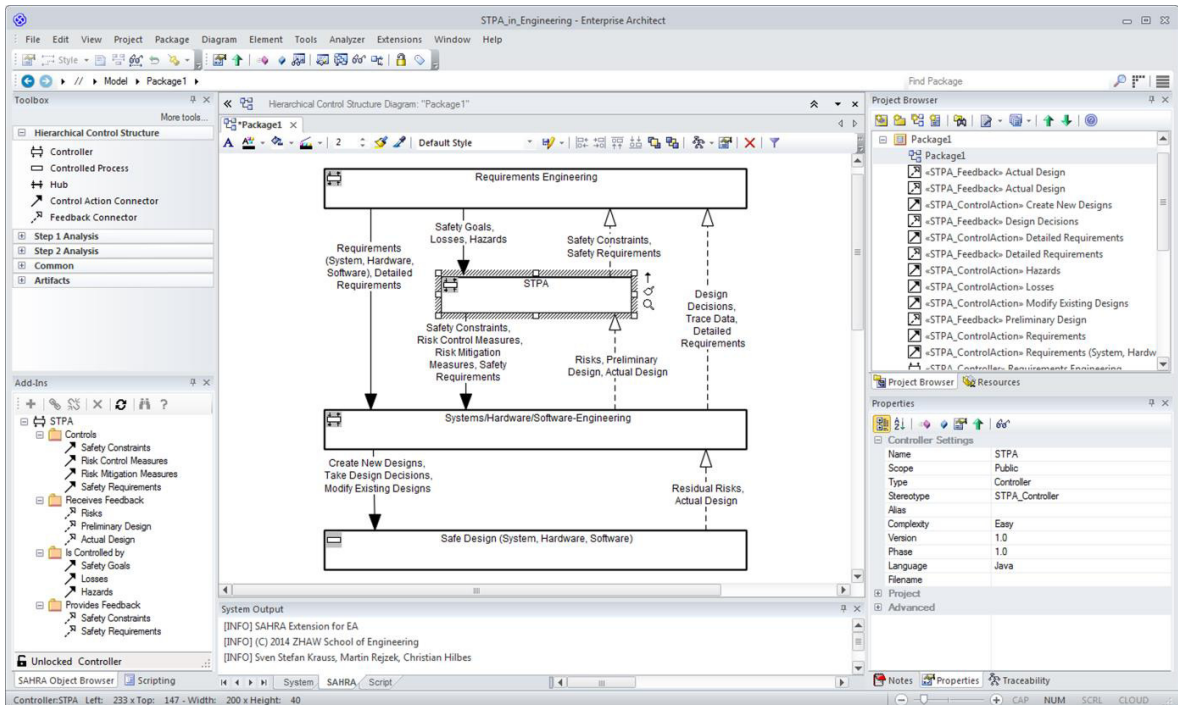 STPA_in_Engineering - Enterprise Architect
File Edit View Project Package Diagram Element Tools Analyzer Extensions Window Help
Style
// Model Package1
Find Package
Toolbox
More tools...
Hierarchical Control Structure
Controller
Controlled Process
Hub
Control Action Connector
Feedback Connector
Step 1 Analysis
Step 2 Analysis
Common
Artifacts
Add-Ins
STPA
Controls
Safety Constraints
Risk Control Measures
Risk Mitigation Measures
Safety Requirements
Receives Feedback
Risks
Preliminary Design
Actual Design
Is Controlled by
Safety Goals
Losses
Hazards
Provides Feedback
Safety Constraints
Safety Requirements
Unlocked Controller
SAHRA Object Browser Scripting
Hierarchical Control Structure Diagram: "Package1"
*Package1
A 2 Default Style
Requirements Engineering
Requirements
(System, Hardware,
Software), Detailed
Requirements
Safety Goals,
Losses, Hazards
Safety Constraints,
Safety Requirements
STPA
Safety Constraints,
Risk Control Measures,
Risk Mitigation
Measures, Safety
Requirements
Risks, Preliminary
Design, Actual Design
Design
Decisions,
Trace Data,
Detailed
Requirements
Systems/Hardware/Software-Engineering
Create New Designs,
Take Design Decisions,
Modify Existing Designs
Residual Risks,
Actual Design
Safe Design (System, Hardware, Software)
System Output
[INFO] SAHRA Extension for EA
[INFO] (C) 2014 ZHAW School of Engineering
[INFO] Sven Stefan Krauss, Martin Rejzek, Christian Hilbes
System SAHRA Script
Project Browser
Package1
Package1
«STPA_Feedback» Actual Design
«STPA_Feedback» Actual Design
«STPA_ControlAction» Create New Designs
«STPA_Feedback» Design Decisions
«STPA_ControlAction» Detailed Requirements
«STPA_Feedback» Detailed Requirements
«STPA_ControlAction» Hazards
«STPA_ControlAction» Losses
«STPA_ControlAction» Modify Existing Designs
«STPA_Feedback» Preliminary Design
«STPA_ControlAction» Requirements
«STPA_ControlAction» Requirements (System, Hardw
«STPA_Controller» Requirements Engineering
Project Browser Resources
Properties
Controller Settings
Name STPA
Scope Public
Type Controller
Stereotype STPA_Controller
Alias
Complexity Easy
Version 1.0
Phase 1.0
Language Java
Filename
Project
Advanced
Notes Properties Traceability
Controller:STPA Left: 233 x Top: 147 - Width: 200 x Height: 40
CAP NUM SCRL CLOUD